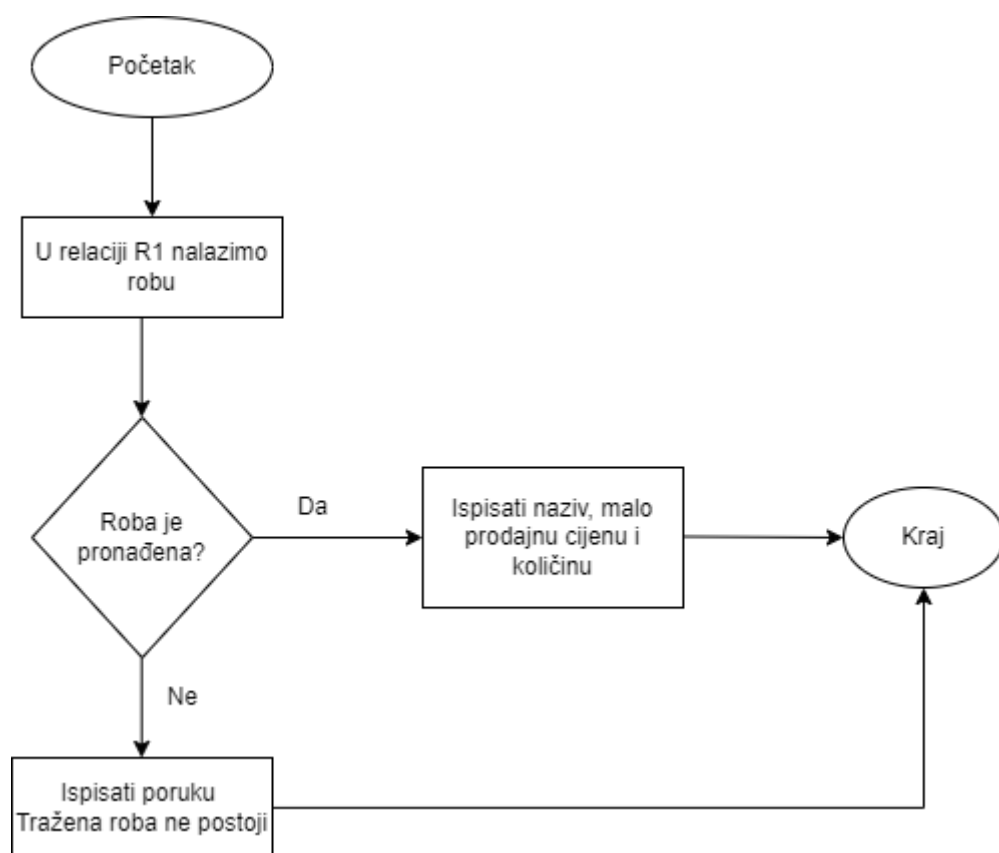 Početak
U relaciji R1 nalazimo
robu
Roba je
pronađena?
Da
Ispisati naziv, malo
prodajnu cijenu i
količinu
Kraj
Ne
Ispisati poruku
Tražena roba ne postoji